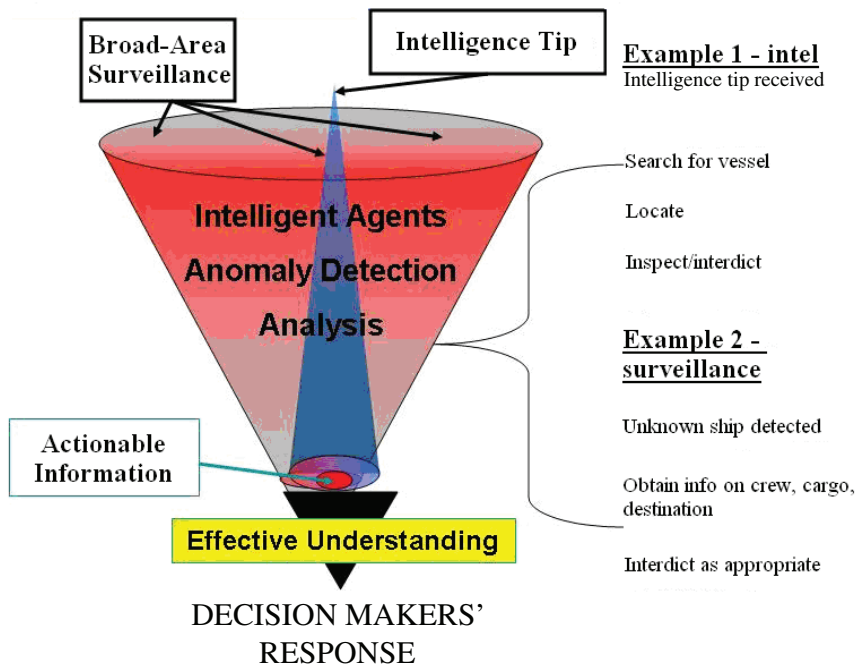 Broad-Area
Surveillance
Intelligence Tip
Intelligent Agents
Anomaly Detection
Analysis
Actionable
Information
Effective Understanding
DECISION MAKERS’
RESPONSE
Example 1 - intel
Intelligence tip received
Search for vessel
Locate
Inspect/interdict
Example 2 -
surveillance
Unknown ship detected
Obtain info on crew, cargo,
destination
Interdict as appropriate